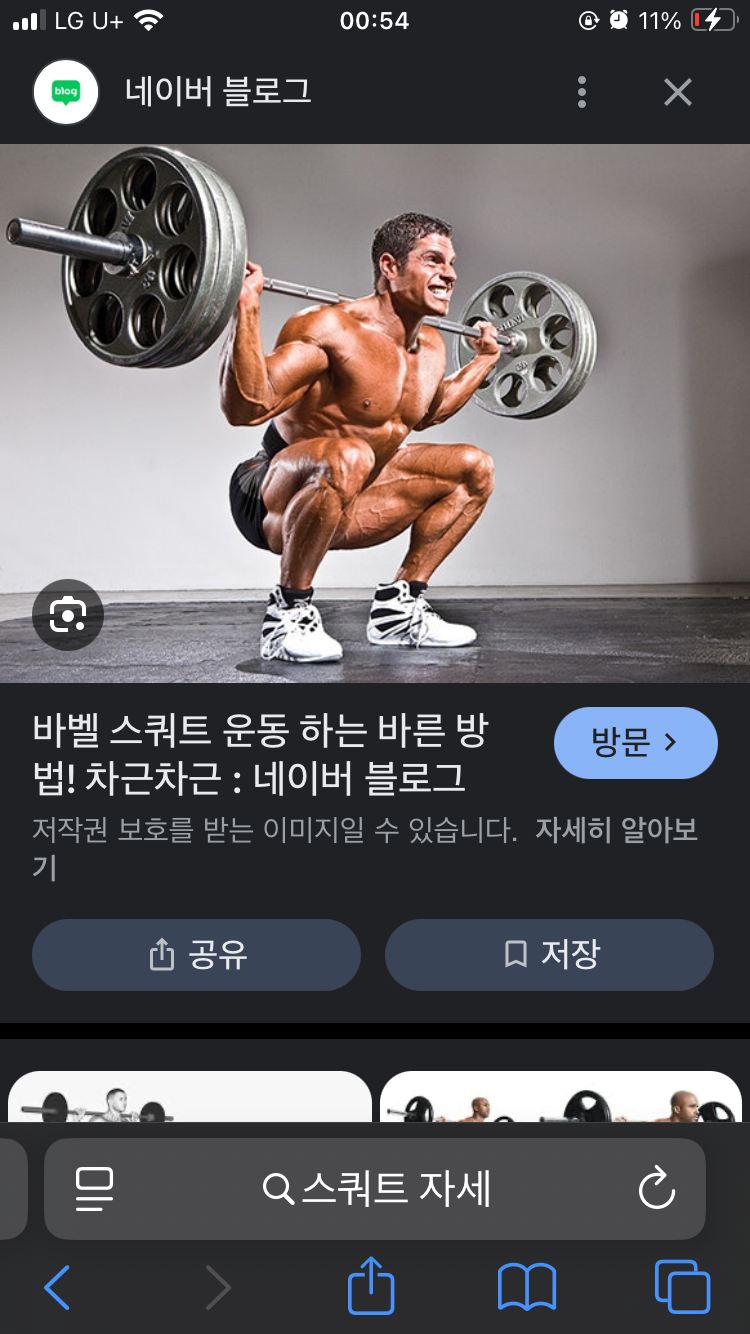 LG U+
00:54
11%
blog
네이버 블로그
바벨 스쿼트 운동 하는 바른 방
법! 차근차근 : 네이버 블로그
방문
저작권 보호를 받는 이미지일 수 있습니다. 자세히 알아보
기
공유
저장
스쿼트 자세